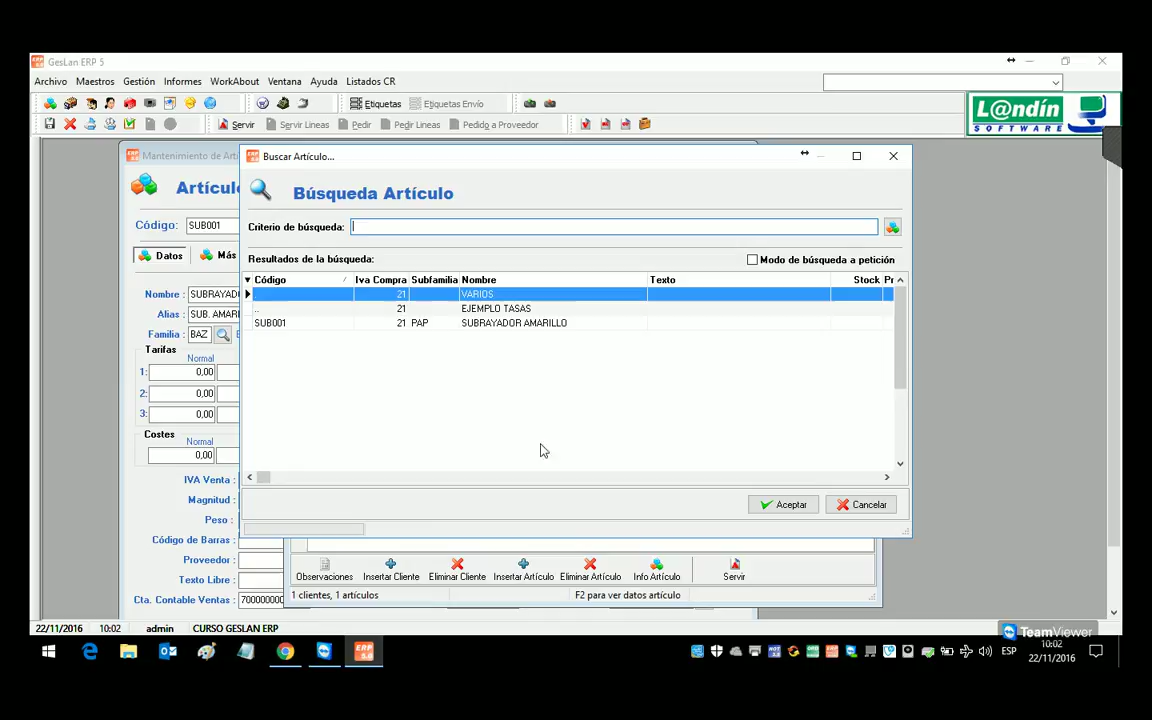 GesLan ERP 5
Archivo Maestros Gestión Informes WorkAbout Ventana Ayuda Listados CR
Etiquetas Etiquetas Envío
Servir Servir Lineas Pedir Pedir Lineas Pedido a Proveedor
L@ndín
SOFTWARE
Mantenimiento de Artí
Buscar Artículo...
Artícul
Búsqueda Artículo
Código: SUB001
Criterio de búsqueda:
Datos Más
Resultados de la búsqueda: Modo de búsqueda a petición
Código Iva Compra Subfamilia Nombre Texto Stock Pr
. 21 VARIOS
.. 21 EJEMPLO TASAS
SUB001 21 PAP SUBRAYADOR AMARILLO
Nombre : SUBRAYAD
Alias : SUB. AMARI
Familia : BAZ
Tarifas
Normal
1: 0,00
2: 0,00
3: 0,00
Costes
Normal
0,00
IVA Venta :
Magnitud :
Peso :
Código de Barras :
Proveedor :
Texto Libre :
Cta. Contable Ventas : 70000000
Aceptar Cancelar
Observaciones Insertar Cliente Eliminar Cliente Insertar Artículo Eliminar Artículo Info Artículo Servir
1 clientes, 1 artículos F2 para ver datos artículo
22/11/2016 10:02 admin CURSO GESLAN ERP
TeamViewer
ESP
10:02
22/11/2016